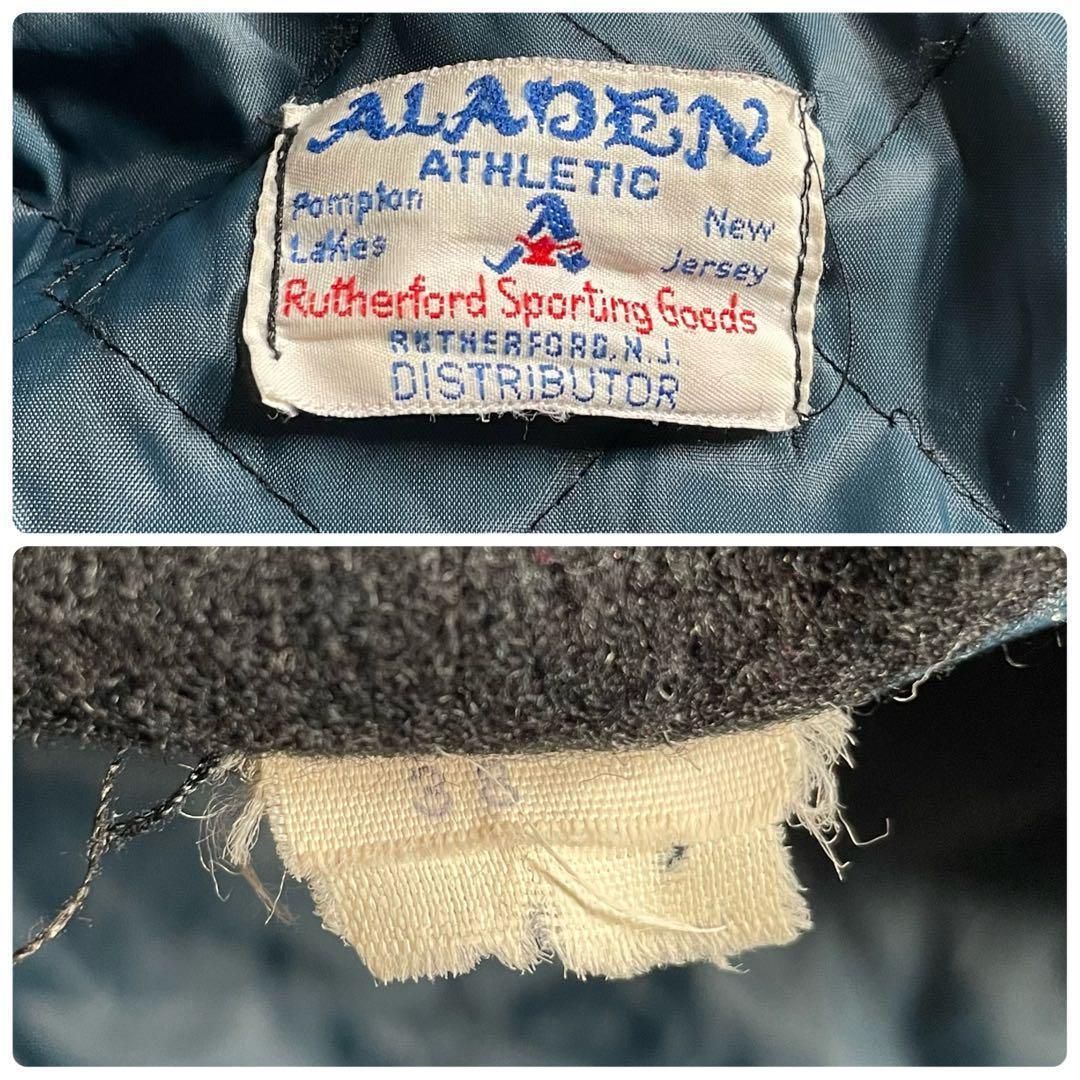 ALADEN
ATHLETIC
Pompton Lakes
New Jersey
Rutherford Sporting Goods
RUTHERFORD, N.J.
DISTRIBUTOR